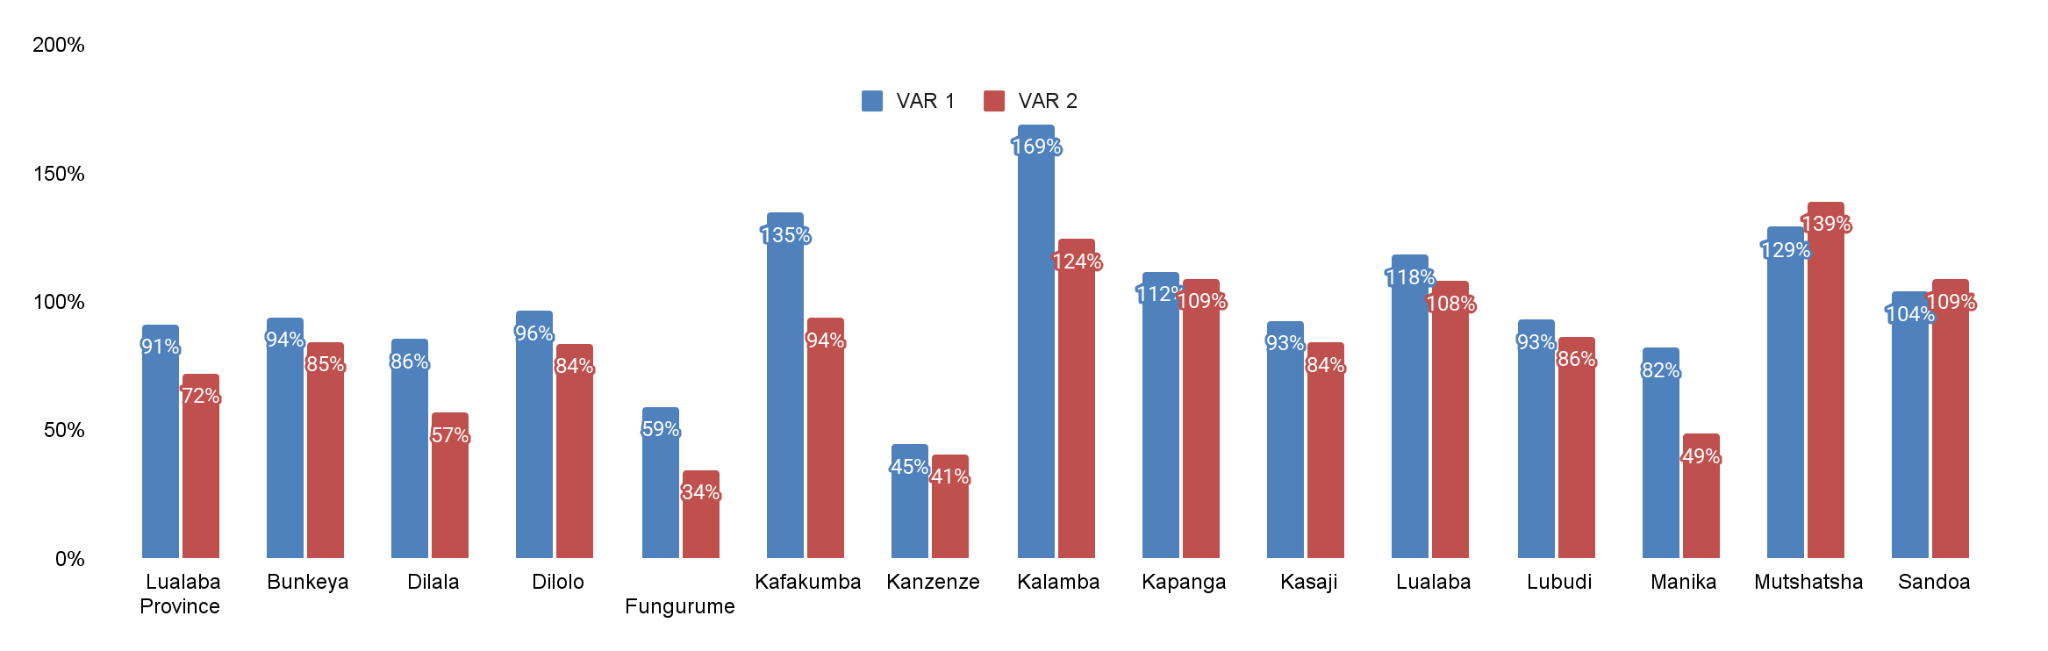 200%
VAR 1 VAR 2
150%
100%
50%
0%
169%
135%
139%
129%
124%
118%
112%
109%
108%
104%
109%
91%
72%
94%
85%
86%
57%
96%
84%
59%
34%
94%
45%
41%
93%
84%
93%
86%
82%
49%
Lualaba Province
Bunkeya
Dilala
Dilolo
Fungurume
Kafakumba
Kanzenze
Kalamba
Kapanga
Kasaji
Lualaba
Lubudi
Manika
Mutshatsha
Sandoa